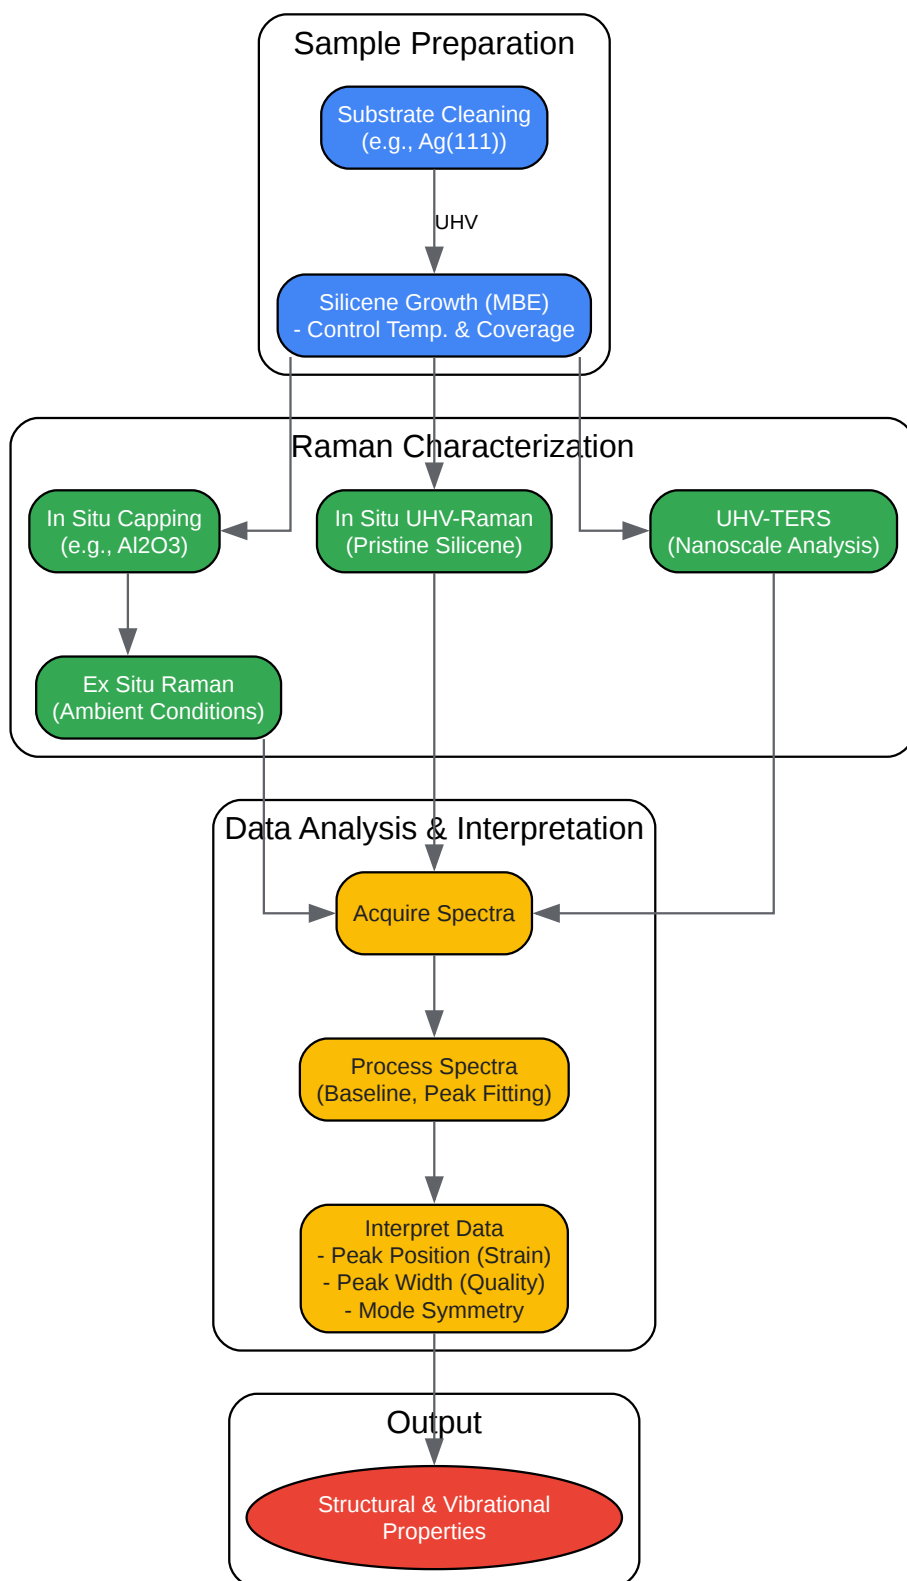 Sample Preparation
Substrate Cleaning
(e.g., Ag(111))
UHV
Silicene Growth (MBE)
- Control Temp. & Coverage
Raman Characterization
In Situ Capping
(e.g., Al2O3)
In Situ UHV-Raman
(Pristine Silicene)
UHV-TERS
(Nanoscale Analysis)
Ex Situ Raman
(Ambient Conditions)
Data Analysis & Interpretation
Acquire Spectra
Process Spectra
(Baseline, Peak Fitting)
Interpret Data
- Peak Position (Strain)
- Peak Width (Quality)
- Mode Symmetry
Output
Structural & Vibrational
Properties